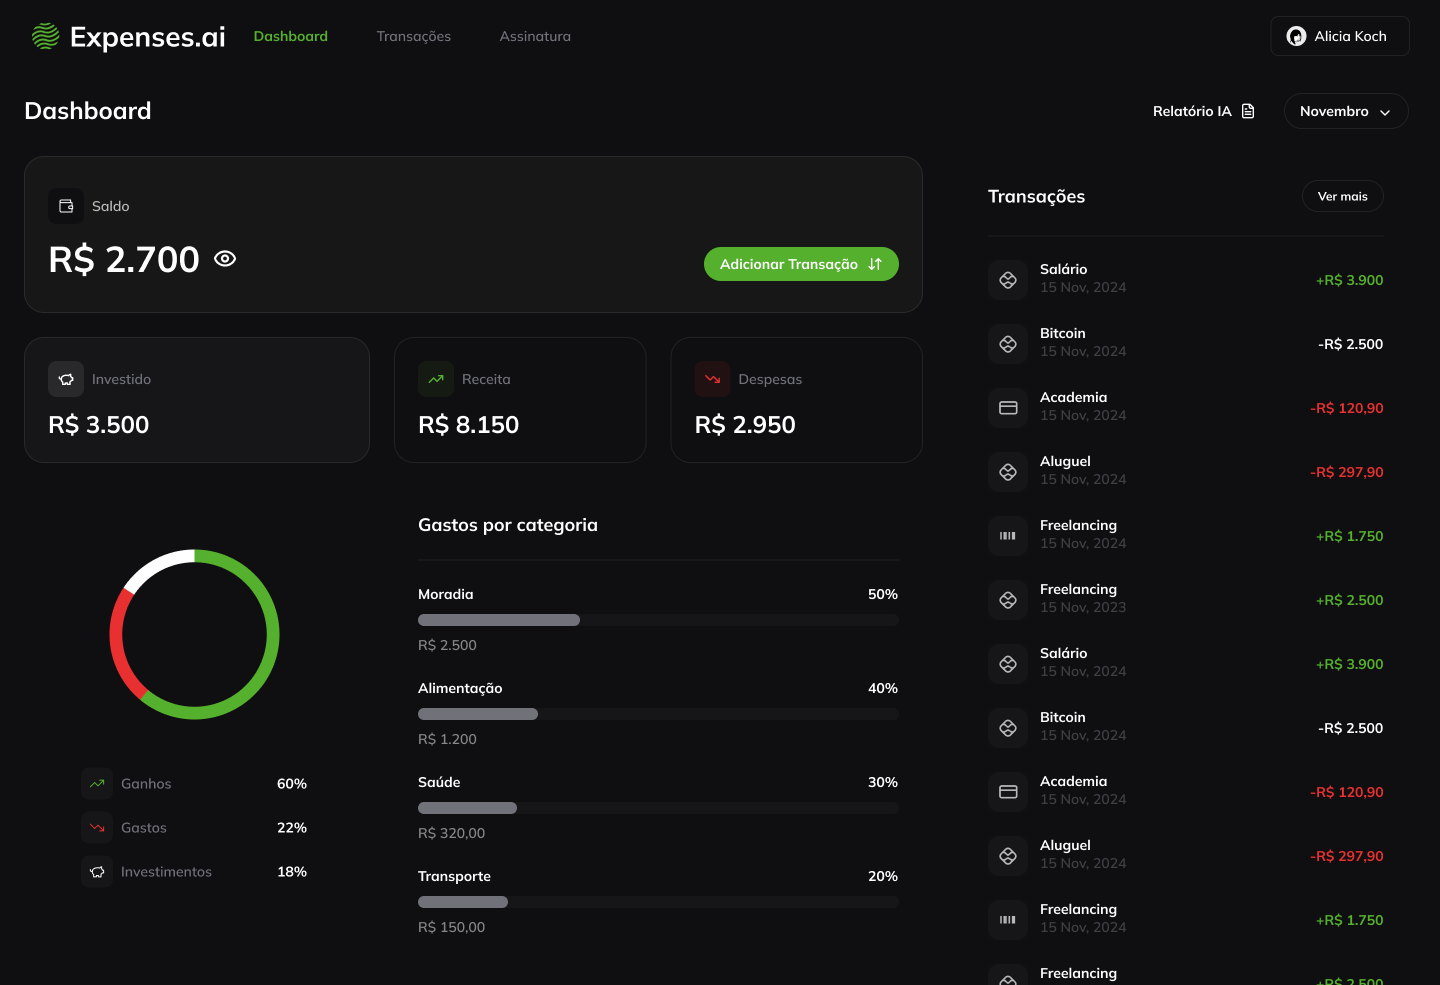 Expenses.ai
Dashboard
Transações
Assinatura
Alicia Koch
Dashboard
Relatório IA
Novembro
Saldo
R$ 2.700
Adicionar Transação
Investido
R$ 3.500
Receita
R$ 8.150
Despesas
R$ 2.950
Ganhos 60%
Gastos 22%
Investimentos 18%
Gastos por categoria
Moradia 50%
R$ 2.500
Alimentação 40%
R$ 1.200
Saúde 30%
R$ 320,00
Transporte 20%
R$ 150,00
Transações
Ver mais
Salário
15 Nov, 2024
+R$ 3.900
Bitcoin
15 Nov, 2024
-R$ 2.500
Academia
15 Nov, 2024
-R$ 120,90
Aluguel
15 Nov, 2024
-R$ 297,90
Freelancing
15 Nov, 2024
+R$ 1.750
Freelancing
15 Nov, 2023
+R$ 2.500
Salário
15 Nov, 2024
+R$ 3.900
Bitcoin
15 Nov, 2024
-R$ 2.500
Academia
15 Nov, 2024
-R$ 120,90
Aluguel
15 Nov, 2024
-R$ 297,90
Freelancing
15 Nov, 2024
+R$ 1.750
Freelancing
+R$ 2.500